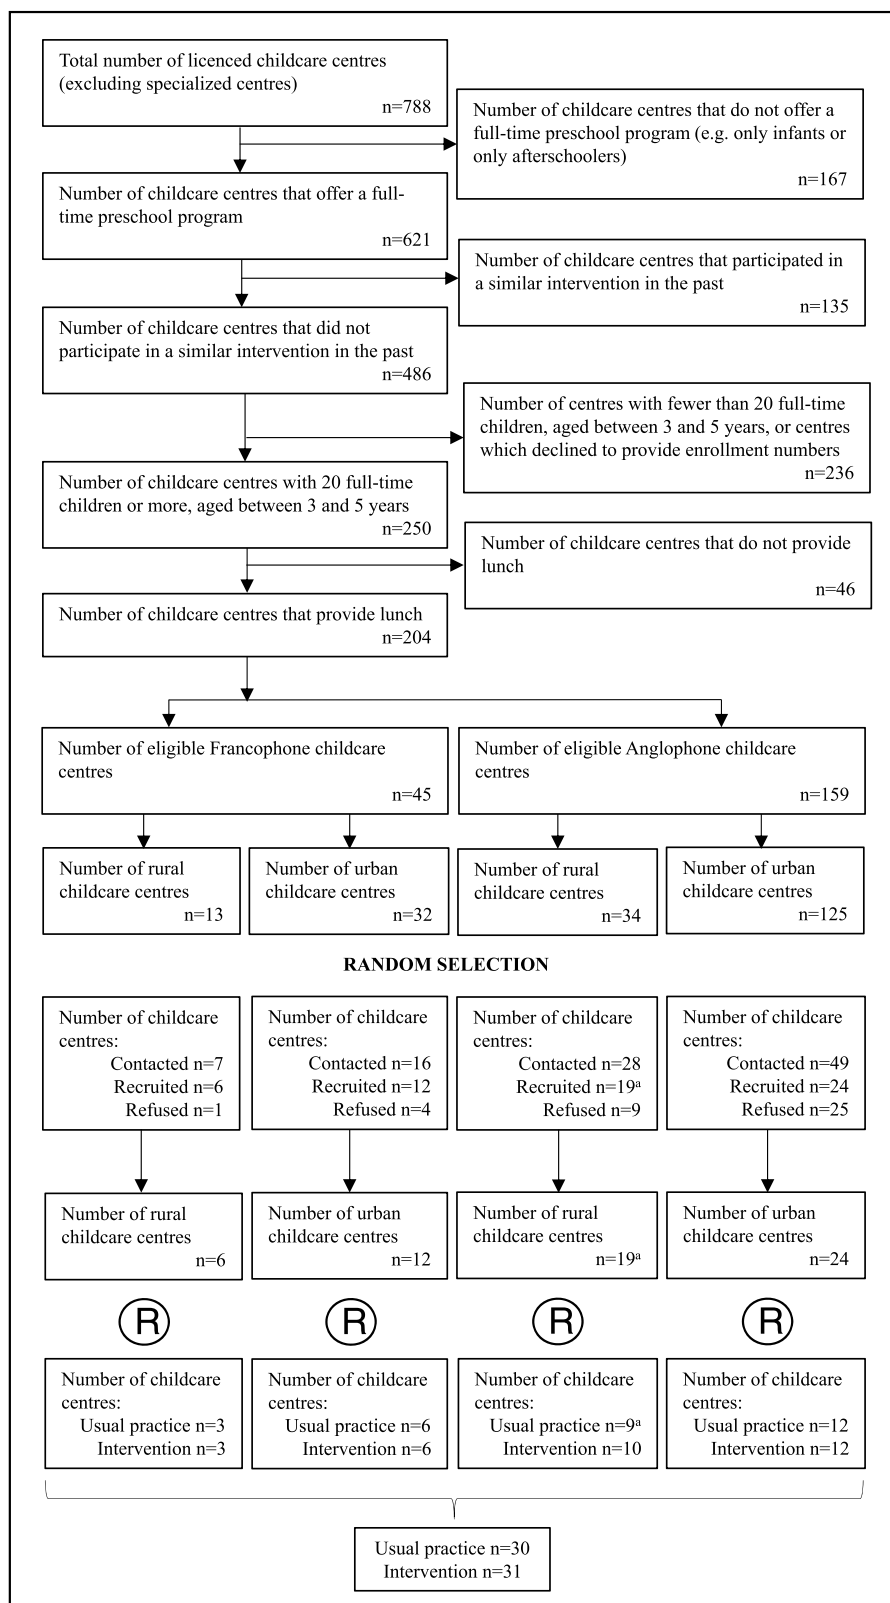 Total number of licenced childcare centres
(excluding specialized centres)
n=788
Number of childcare centres that do not offer a
full-time preschool program (e.g. only infants or
only afterschoolers)
n=167
Number of childcare centres that offer a full-
time preschool program
n=621
Number of childcare centres that participated in
a similar intervention in the past
n=135
Number of childcare centres that did not
participate in a similar intervention in the past
n=486
Number of centres with fewer than 20 full-time
children, aged between 3 and 5 years, or centres
which declined to provide enrollment numbers
n=236
Number of childcare centres with 20 full-time
children or more, aged between 3 and 5 years
n=250
Number of childcare centres that do not provide
lunch
n=46
Number of childcare centres that provide lunch
n=204
Number of eligible Francophone childcare
centres
n=45
Number of eligible Anglophone childcare
centres
n=159
Number of rural
childcare centres
n=13
Number of urban
childcare centres
n=32
Number of rural
childcare centres
n=34
Number of urban
childcare centres
n=125
RANDOM SELECTION
Number of childcare
centres:
Contacted n=7
Recruited n=6
Refused n=1
Number of childcare
centres:
Contacted n=16
Recruited n=12
Refused n=4
Number of childcare
centres:
Contacted n=28
Recruited n=19ᵃ
Refused n=9
Number of childcare
centres:
Contacted n=49
Recruited n=24
Refused n=25
Number of rural
childcare centres
n=6
Number of urban
childcare centres
n=12
Number of rural
childcare centres
n=19ᵃ
Number of urban
childcare centres
n=24
R
R
R
R
Number of childcare
centres:
Usual practice n=3
Intervention n=3
Number of childcare
centres:
Usual practice n=6
Intervention n=6
Number of childcare
centres:
Usual practice n=9ᵃ
Intervention n=10
Number of childcare
centres:
Usual practice n=12
Intervention n=12
Usual practice n=30
Intervention n=31